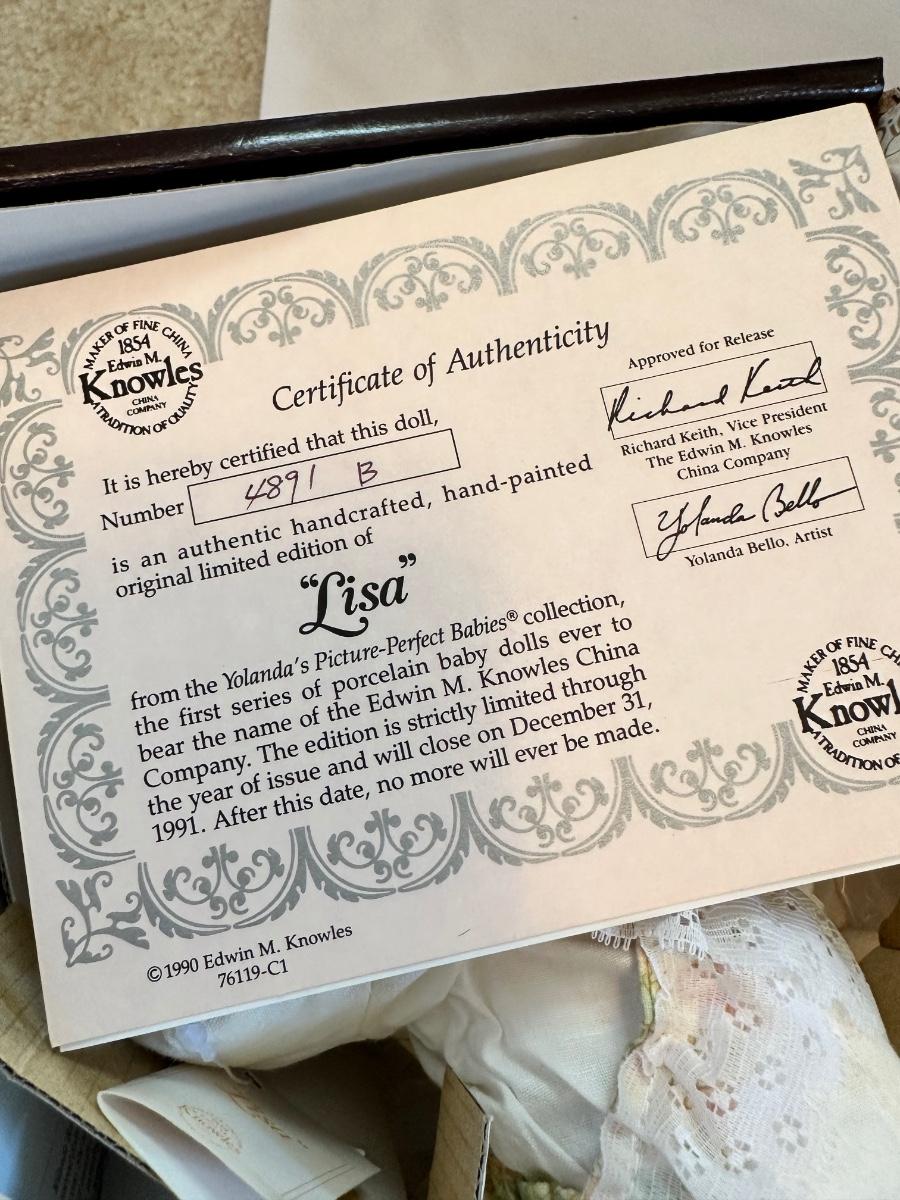 MAKER OF FINE CHINA
1854
Edwin M.
Knowles
CHINA
COMPANY
A TRADITION OF QUALITY
Certificate of Authenticity
It is hereby certified that this doll,
Number 4891 B
is an authentic handcrafted, hand-painted
original limited edition of
“Lisa”
from the Yolanda's Picture-Perfect Babies® collection,
the first series of porcelain baby dolls ever to
bear the name of the Edwin M. Knowles China
Company. The edition is strictly limited through
the year of issue and will close on December 31,
1991. After this date, no more will ever be made.
Approved for Release
Richard Keith
Richard Keith, Vice President
The Edwin M. Knowles
China Company
Yolanda Bello
Yolanda Bello, Artist
MAKER OF FINE CH
1854
Edwin M.
Knowl
CHINA
COMPANY
A TRADITION OF
©1990 Edwin M. Knowles
76119-C1
Knowles